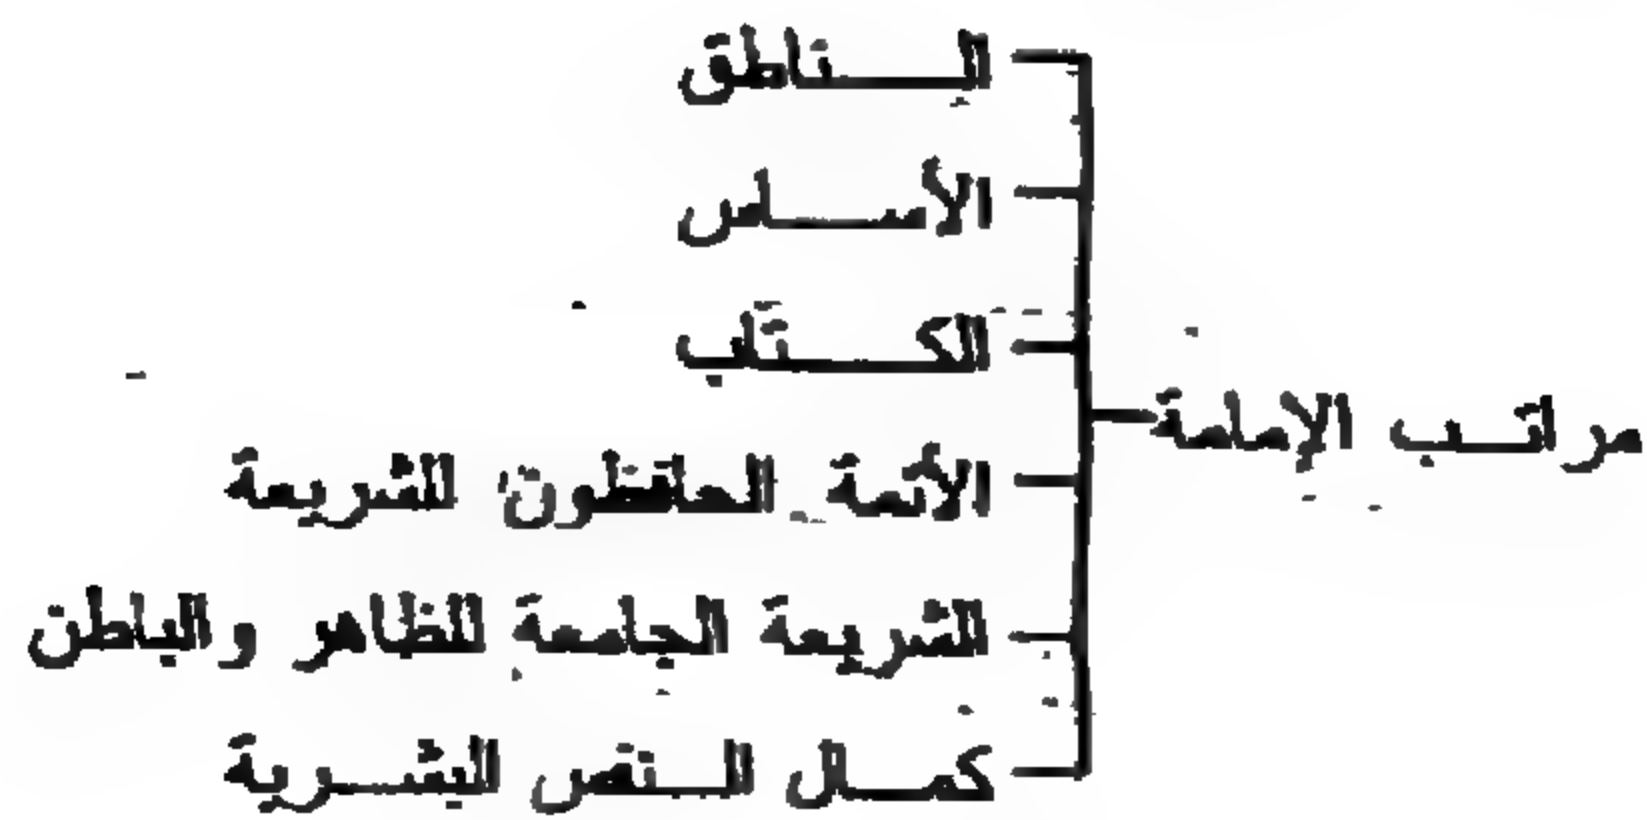 مراتب الإمامة
الناطق
الأساس
الكتاب
الأئمة الحافظون للشريعة
الشريعة الجامعة للظاهر والباطن
كمال النفس البشرية